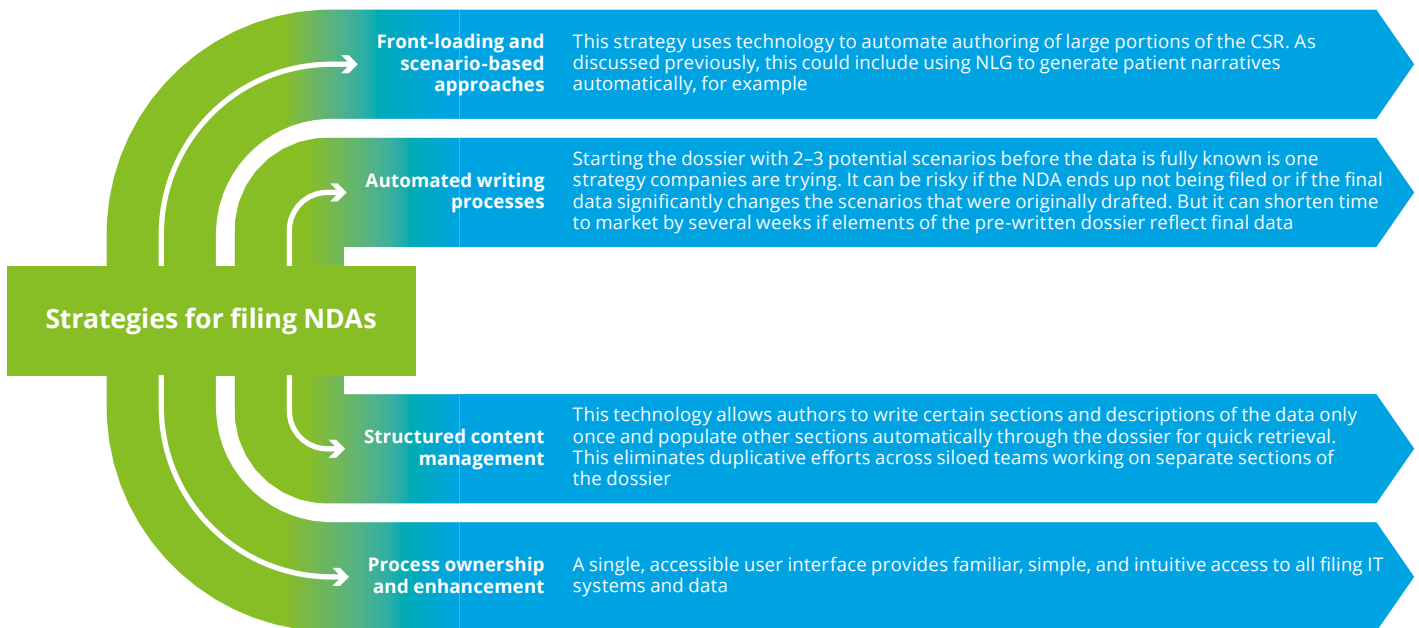 Front-loading and
scenario-based
approaches
This strategy uses technology to automate authoring of large portions of the CSR. As
discussed previously, this could include using NLG to generate patient narratives
automatically, for example
Automated writing
processes
Starting the dossier with 2–3 potential scenarios before the data is fully known is one
strategy companies are trying. It can be risky if the NDA ends up not being filed or if the final
data significantly changes the scenarios that were originally drafted. But it can shorten time
to market by several weeks if elements of the pre-written dossier reflect final data
Strategies for filing NDAs
Structured content
management
This technology allows authors to write certain sections and descriptions of the data only
once and populate other sections automatically through the dossier for quick retrieval.
This eliminates duplicative efforts across siloed teams working on separate sections of
the dossier
Process ownership
and enhancement
A single, accessible user interface provides familiar, simple, and intuitive access to all filing IT
systems and data